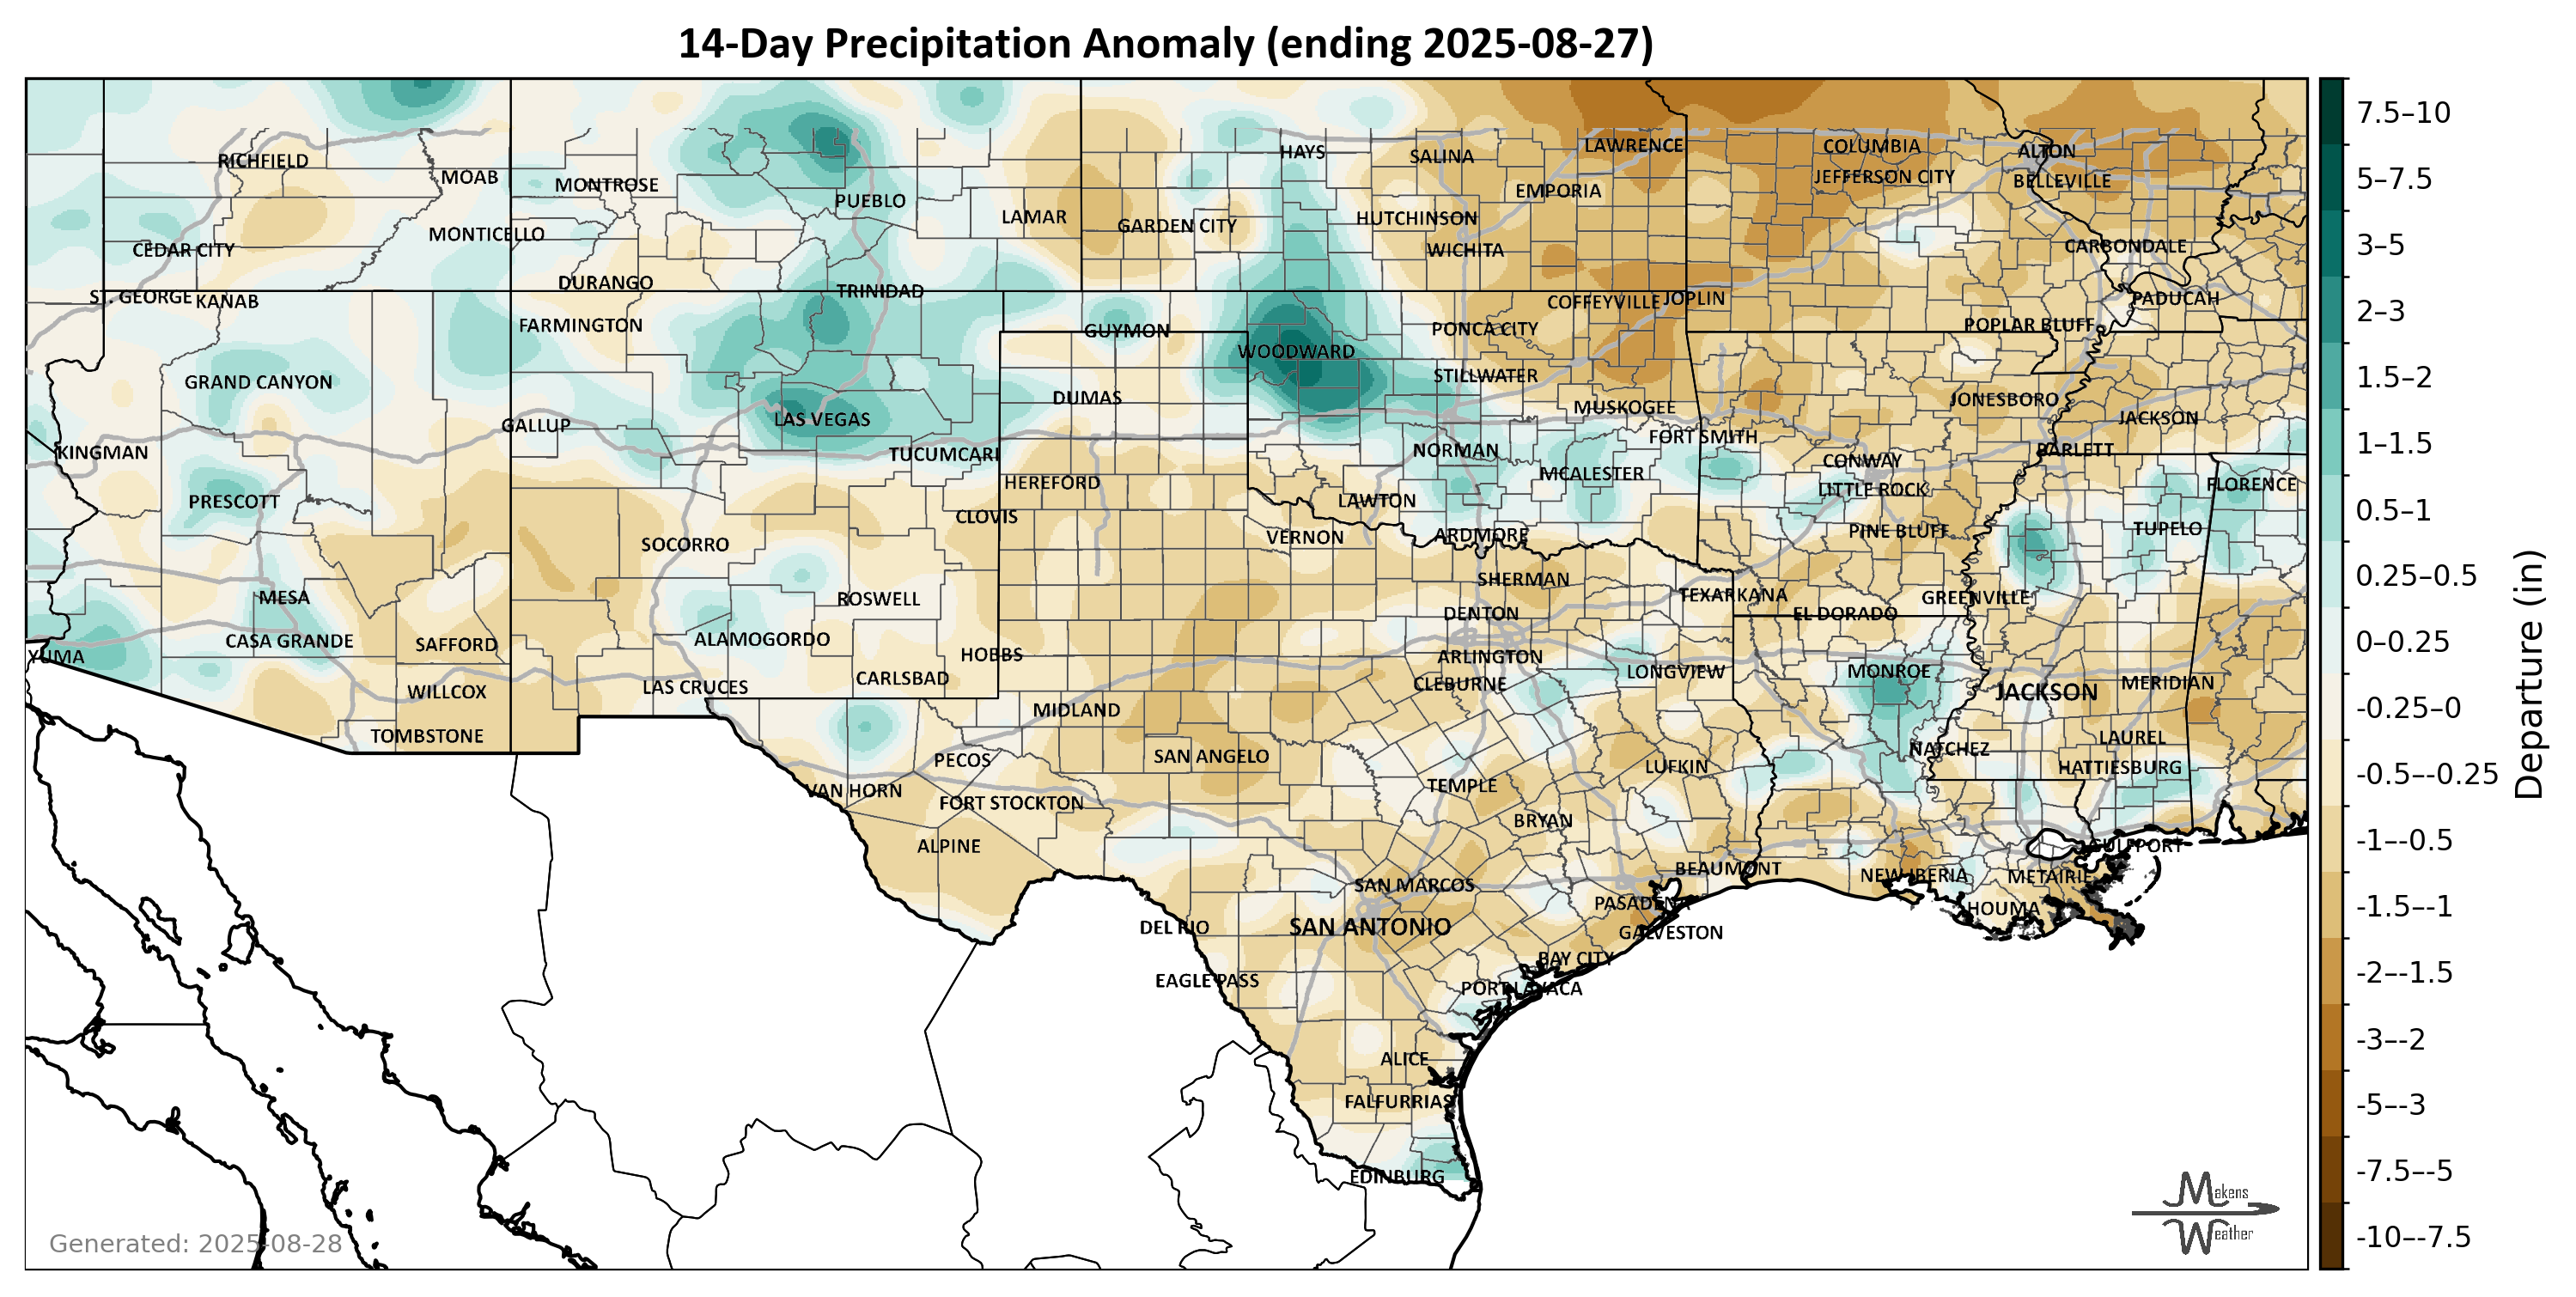 14-Day Precipitation Anomaly (ending 2025-08-27)
RICHFIELD
MOAB
MONTROSE
PUEBLO
LAMAR
HAYS
SALINA
LAWRENCE
COLUMBIA
ALTON
JEFFERSON CITY
BELLEVILLE
EMPORIA
GARDEN CITY
HUTCHINSON
MONTICELLO
CEDAR CITY
WICHITA
CARBONDALE
DURANGO
TRINIDAD
ST. GEORGE
KANAB
COFFEYVILLE
JOPLIN
PADUCAH
FARMINGTON
GUYMON
PONCA CITY
POPLAR BLUFF
WOODWARD
GRAND CANYON
STILLWATER
DUMAS
MUSKOGEE
JONESBORO
JACKSON
LAS VEGAS
GALLUP
FORT SMITH
KINGMAN
TUCUMCARI
NORMAN
BARLETT
CONWAY
MCALESTER
HEREFORD
LITTLE ROCK
FLORENCE
PRESCOTT
LAWTON
CLOVIS
PINE BLUFF
TUPELO
VERNON
ARDMORE
SOCORRO
SHERMAN
MESA
ROSWELL
TEXARKANA
GREENVILLE
DENTON
EL DORADO
CASA GRANDE
SAFFORD
ALAMOGORDO
YUMA
HOBBS
ARLINGTON
LONGVIEW
MONROE
CARLSBAD
CLEBURNE
LAS CRUCES
WILLCOX
JACKSON
MERIDIAN
MIDLAND
TOMBSTONE
LAUREL
NATCHEZ
SAN ANGELO
PECOS
LUFKIN
HATTIESBURG
VAN HORN
TEMPLE
FORT STOCKTON
BRYAN
ALPINE
GULFPORT
BEAUMONT
NEW IBERIA
METAIRIE
SAN MARCOS
PASADENA
HOUMA
DEL RIO
SAN ANTONIO
GALVESTON
BAY CITY
EAGLE PASS
PORT LAVACA
ALICE
FALFURRIAS
EDINBURG
Generated: 2025-08-28
Makens
Weather
7.5–10
5–7.5
3–5
2–3
1.5–2
1–1.5
0.5–1
0.25–0.5
0–0.25
-0.25–0
-0.5–-0.25
-1–-0.5
-1.5–-1
-2–-1.5
-3–-2
-5–-3
-7.5–-5
-10–-7.5
Departure (in)